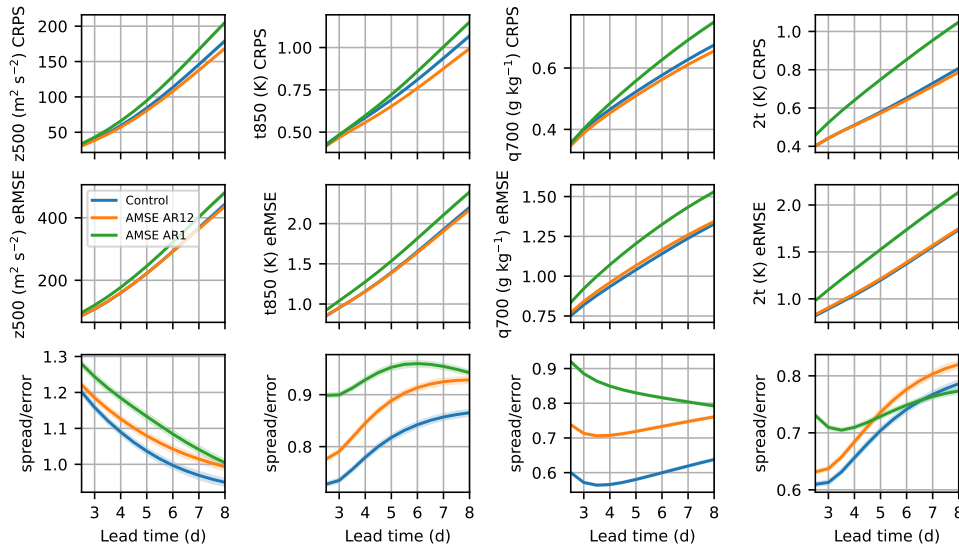 z500 (m² s⁻²) CRPS
200
150
100
50
t850 (K) CRPS
1.00
0.75
0.50
q700 (g kg⁻¹) CRPS
0.6
0.4
2t (K) CRPS
1.0
0.8
0.6
0.4
z500 (m² s⁻²) eRMSE
400
200
Control
AMSE AR12
AMSE AR1
t850 (K) eRMSE
2.0
1.5
1.0
q700 (g kg⁻¹) eRMSE
1.50
1.25
1.00
0.75
2t (K) eRMSE
2.0
1.5
1.0
spread/error
1.3
1.2
1.1
1.0
3 4 5 6 7 8
Lead time (d)
spread/error
0.9
0.8
3 4 5 6 7 8
Lead time (d)
spread/error
0.9
0.8
0.7
0.6
3 4 5 6 7 8
Lead time (d)
spread/error
0.8
0.7
0.6
3 4 5 6 7 8
Lead time (d)